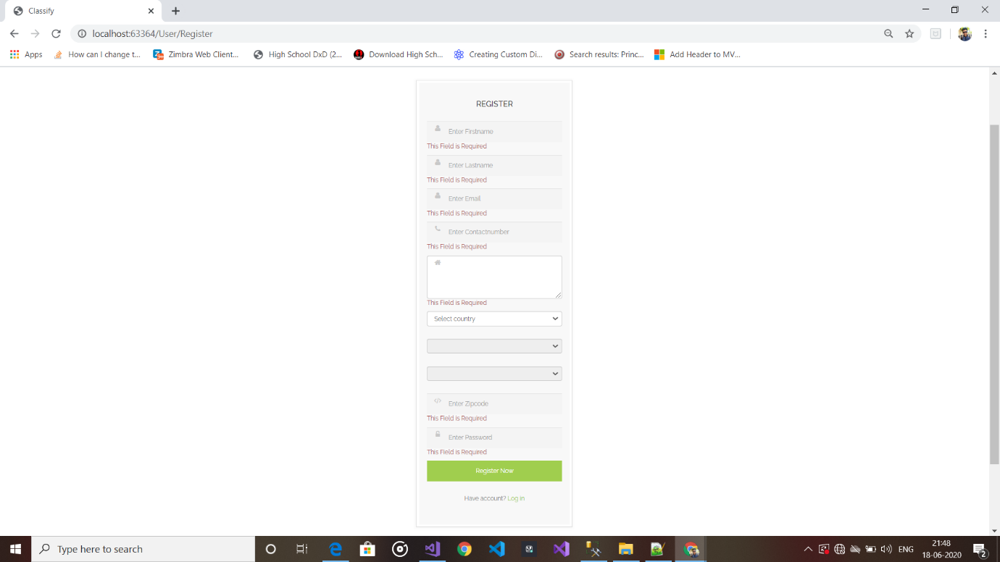 Classify
localhost:63364/User/Register
Apps
How can I change t...
Zimbra Web Client...
High School DxD (2...
Download High Sch...
Creating Custom Di...
Search results: Princ...
Add Header to MV...
REGISTER
Enter Firstname
This Field is Required
Enter Lastname
This Field is Required
Enter Email
This Field is Required
Enter Contactnumber
This Field is Required
This Field is Required
Select country
Enter Zipcode
This Field is Required
Enter Password
This Field is Required
Register Now
Have account? Log in
Type here to search
ENG
21:48
18-06-2020
2